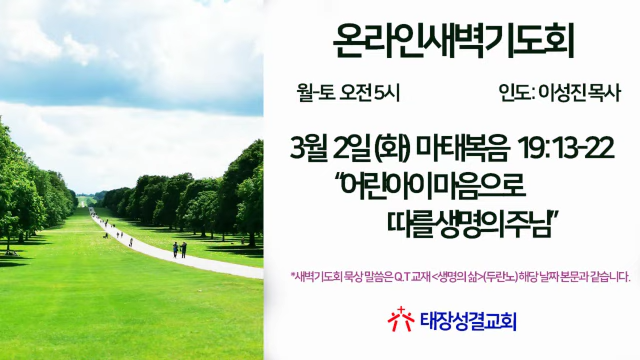 온라인새벽기도회
월-토 오전 5시 인도: 이성진 목사
3월 2일 (화) 마태복음 19:13-22
“어린아이 마음으로
따를 생명의 주님”
*새벽기도회 묵상 말씀은 Q.T 교재 <생명의 삶>(두란노) 해당 날짜 본문과 같습니다.
태장성결교회